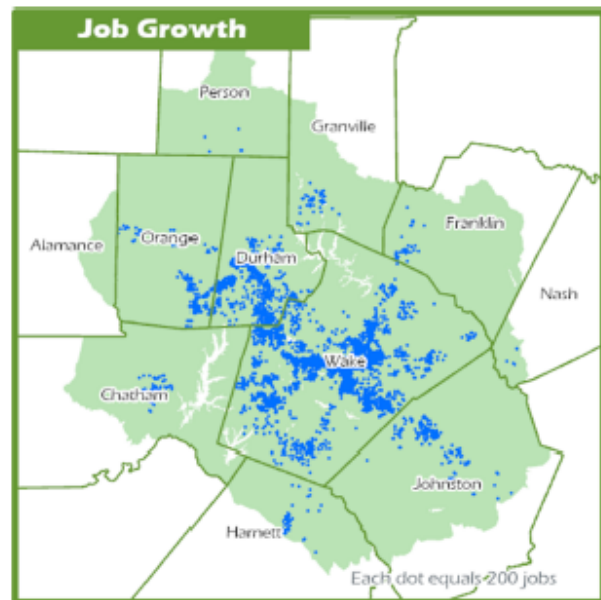 Job Growth
Person
Granville
Franklin
Alamance
Orange
Durham
Nash
Wake
Chatham
Johnston
Harnett
Each dot equals 200 jobs